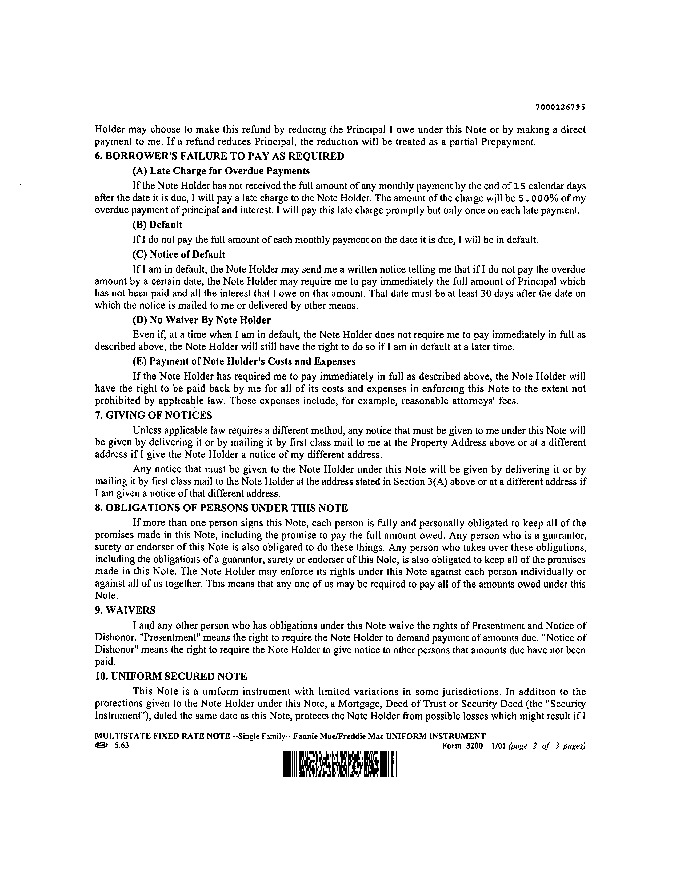 7000126795
Holder may choose to make this refund by reducing the Principal I owe under this Note or by making a direct
payment to me. If a refund reduces Principal, the reduction will be treated as a partial Prepayment.
6. BORROWER'S FAILURE TO PAY AS REQUIRED
(A) Late Charge for Overdue Payments
If the Note Holder has not received the full amount of any monthly payment by the end of 15 calendar days
after the date it is due, I will pay a late charge to the Note Holder. The amount of the charge will be 5.000% of my
overdue payment of principal and interest. I will pay this late charge promptly but only once on each late payment.
(B) Default
If I do not pay the full amount of each monthly payment on the date it is due, I will be in default.
(C) Notice of Default
If I am in default, the Note Holder may send me a written notice telling me that if I do not pay the overdue
amount by a certain date, the Note Holder may require me to pay immediately the full amount of Principal which
has not been paid and all the interest that I owe on that amount. That date must be at least 30 days after the date on
which the notice is mailed to me or delivered by other means.
(D) No Waiver By Note Holder
Even if, at a time when I am in default, the Note Holder does not require me to pay immediately in full as
described above, the Note Holder will still have the right to do so if I am in default at a later time.
(E) Payment of Note Holder's Costs and Expenses
If the Note Holder has required me to pay immediately in full as described above, the Note Holder will
have the right to be paid back by me for all of its costs and expenses in enforcing this Note to the extent not
prohibited by applicable law. Those expenses include, for example, reasonable attorneys' fees.
7. GIVING OF NOTICES
Unless applicable law requires a different method, any notice that must be given to me under this Note will
be given by delivering it or by mailing it by first class mail to me at the Property Address above or at a different
address if I give the Note Holder a notice of my different address.
Any notice that must be given to the Note Holder under this Note will be given by delivering it or by
mailing it by first class mail to the Note Holder at the address stated in Section 3(A) above or at a different address if
I am given a notice of that different address.
8. OBLIGATIONS OF PERSONS UNDER THIS NOTE
If more than one person signs this Note, each person is fully and personally obligated to keep all of the
promises made in this Note, including the promise to pay the full amount owed. Any person who is a guarantor,
surety or endorser of this Note is also obligated to do these things. Any person who takes over these obligations,
including the obligations of a guarantor, surety or endorser of this Note, is also obligated to keep all of the promises
made in this Note. The Note Holder may enforce its rights under this Note against each person individually or
against all of us together. This means that any one of us may be required to pay all of the amounts owed under this
Note.
9. WAIVERS
I and any other person who has obligations under this Note waive the rights of Presentment and Notice of
Dishonor. "Presentment" means the right to require the Note Holder to demand payment of amounts due. "Notice of
Dishonor" means the right to require the Note Holder to give notice to other persons that amounts due have not been
paid.
10. UNIFORM SECURED NOTE
This Note is a uniform instrument with limited variations in some jurisdictions. In addition to the
protections given to the Note Holder under this Note, a Mortgage, Deed of Trust or Security Deed (the "Security
Instrument"), dated the same date as this Note, protects the Note Holder from possible losses which might result if I
MULTISTATE FIXED RATE NOTE --Single Family-- Fannie Mae/Freddie Mac UNIFORM INSTRUMENT
5.63 Form 3200 1/01 (page 2 of 3 pages)